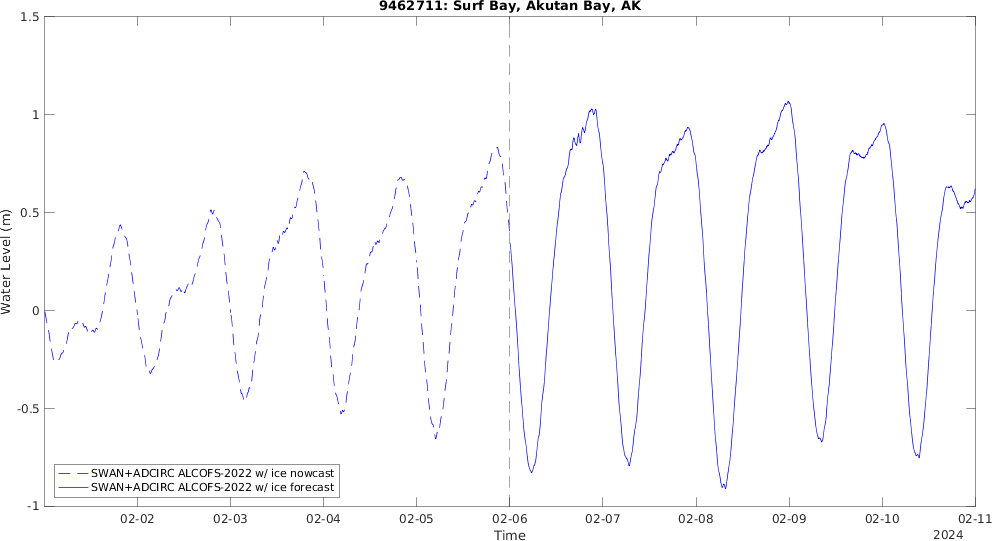 9462711: Surf Bay, Akutan Bay, AK
1.5
1
0.5
0
-0.5
-1
Water Level (m)
SWAN+ADCIRC ALCOFS-2022 w/ ice nowcast
SWAN+ADCIRC ALCOFS-2022 w/ ice forecast
02-02 02-03 02-04 02-05 02-06 02-07 02-08 02-09 02-10 02-11
Time
2024